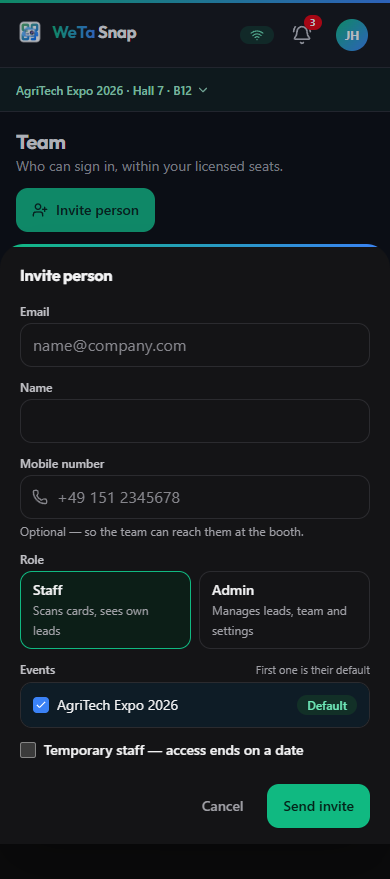 WeTa Snap
3
JH
AgriTech Expo 2026 · Hall 7 · B12
Team
Who can sign in, within your licensed seats.
Invite person
Invite person
Email
name@company.com
Name
Mobile number
+49 151 2345678
Optional — so the team can reach them at the booth.
Role
Staff
Scans cards, sees own
leads
Admin
Manages leads, team and
settings
Events
First one is their default
AgriTech Expo 2026
Default
Temporary staff — access ends on a date
Cancel
Send invite